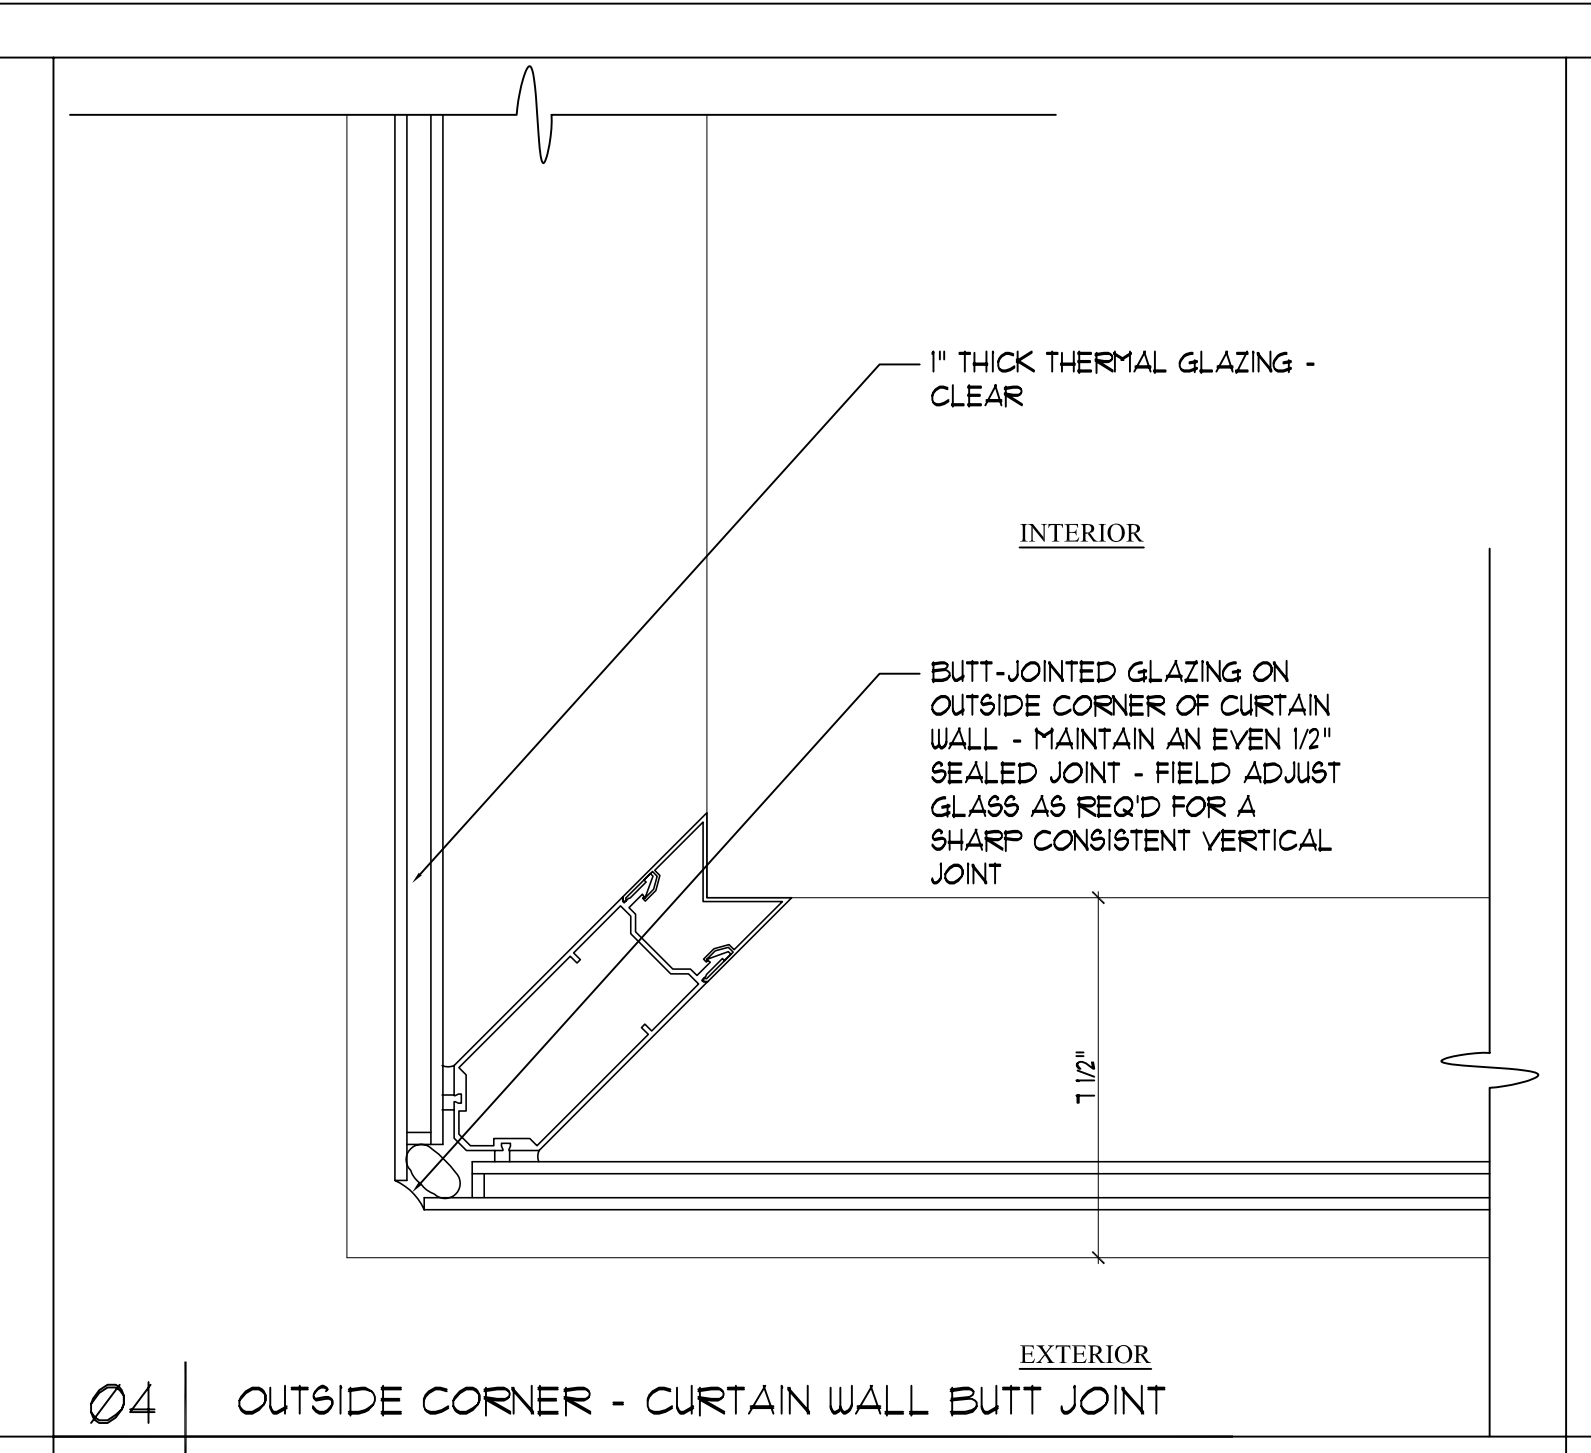 1" THICK THERMAL GLAZING -
CLEAR
INTERIOR
BUTT-JOINTED GLAZING ON
OUTSIDE CORNER OF CURTAIN
WALL - MAINTAIN AN EVEN 1/2"
SEALED JOINT - FIELD ADJUST
GLASS AS REQ'D FOR A
SHARP CONSISTENT VERTICAL
JOINT
7 1/2"
EXTERIOR
04 OUTSIDE CORNER - CURTAIN WALL BUTT JOINT